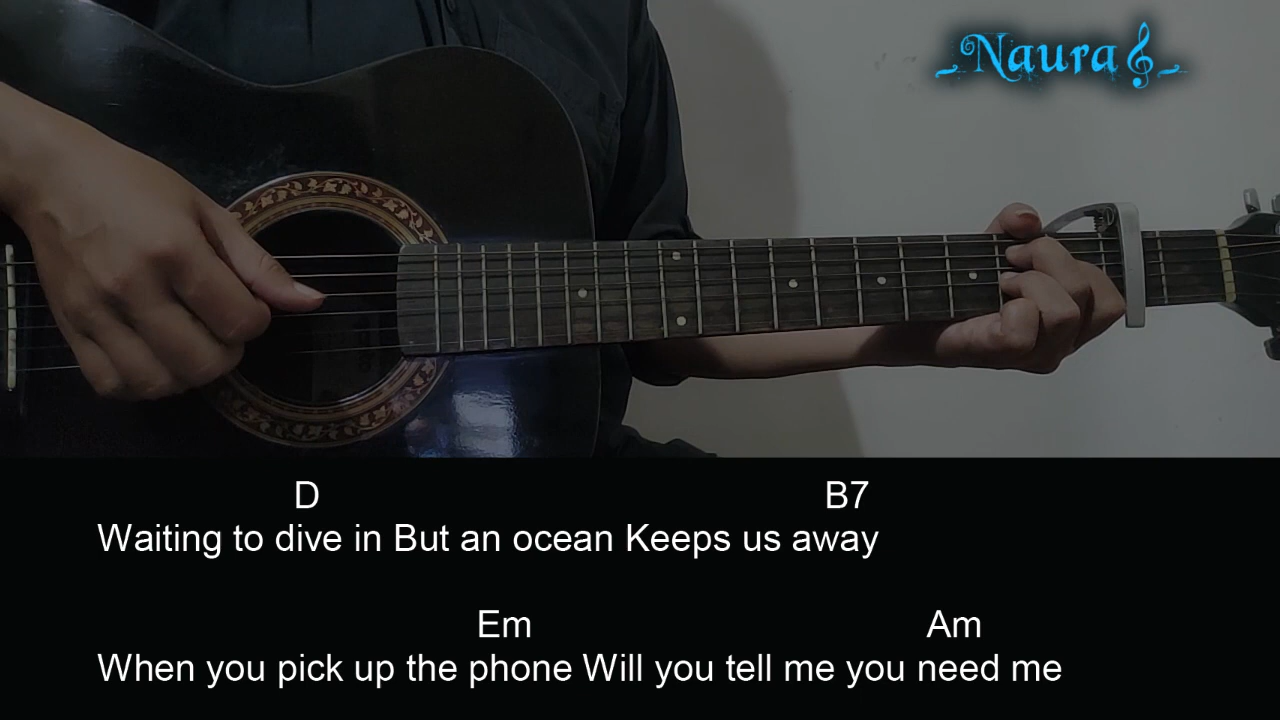 Naura
D B7
Waiting to dive in But an ocean Keeps us away
Em Am
When you pick up the phone Will you tell me you need me